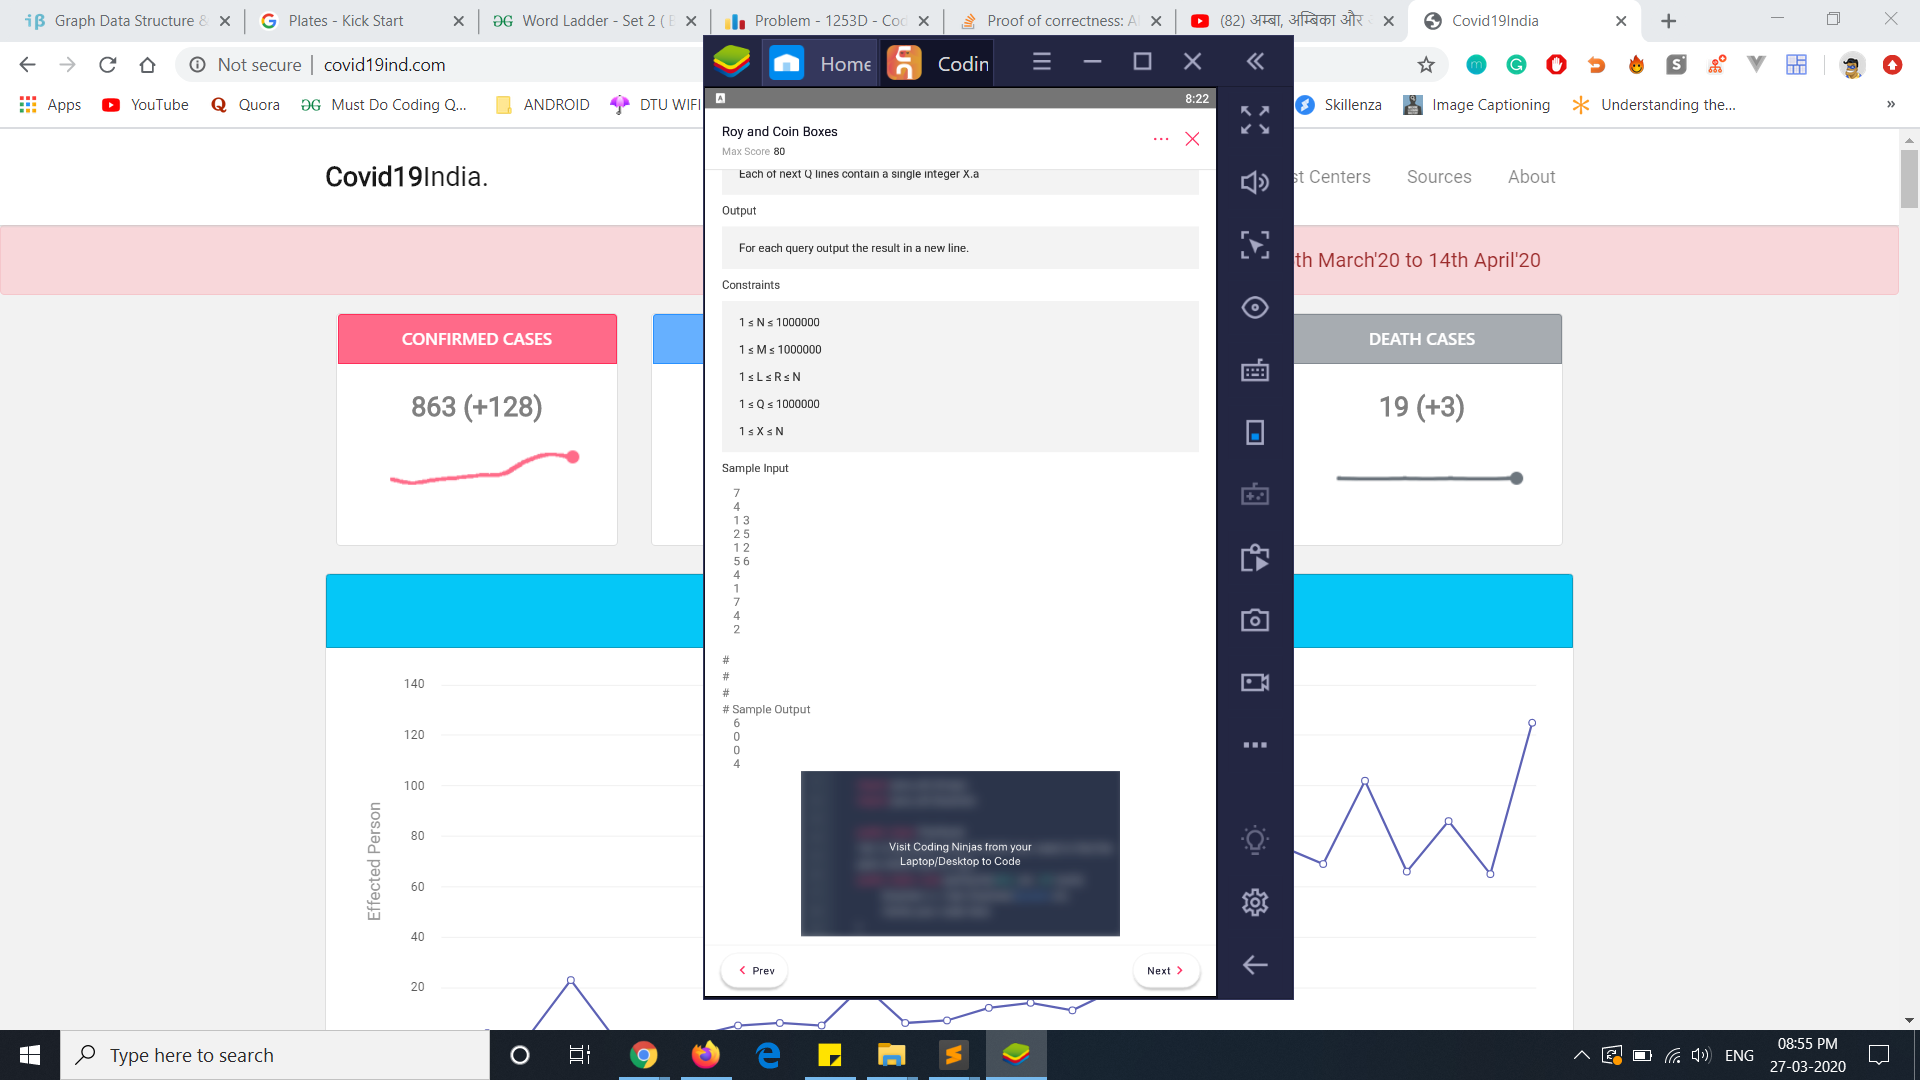 Graph Data Structure &
Plates - Kick Start
Word Ladder - Set 2 ( B
Problem - 1253D - Cod
Proof of correctness: Al
(82) अम्बा, अम्बिका और
Covid19India
Not secure | covid19ind.com
Apps
YouTube
Quora
Must Do Coding Q...
ANDROID
DTU WIFI
Skillenza
Image Captioning
Understanding the...
»
Home
Codin
8:22
Roy and Coin Boxes
Max Score 80
Each of next Q lines contain a single integer X.a
Output
For each query output the result in a new line.
Constraints
1 ≤ N ≤ 1000000
1 ≤ M ≤ 1000000
1 ≤ L ≤ R ≤ N
1 ≤ Q ≤ 1000000
1 ≤ X ≤ N
Sample Input
7
4
1 3
2 5
1 2
5 6
4
1
7
4
2
#
#
#
# Sample Output
6
0
0
4
Visit Coding Ninjas from your
Laptop/Desktop to Code
Prev
Next
Covid19India.
st Centers
Sources
About
th March'20 to 14th April'20
CONFIRMED CASES
863 (+128)
DEATH CASES
19 (+3)
140
120
100
80
60
40
20
Effected Person
Type here to search
ENG
08:55 PM
27-03-2020